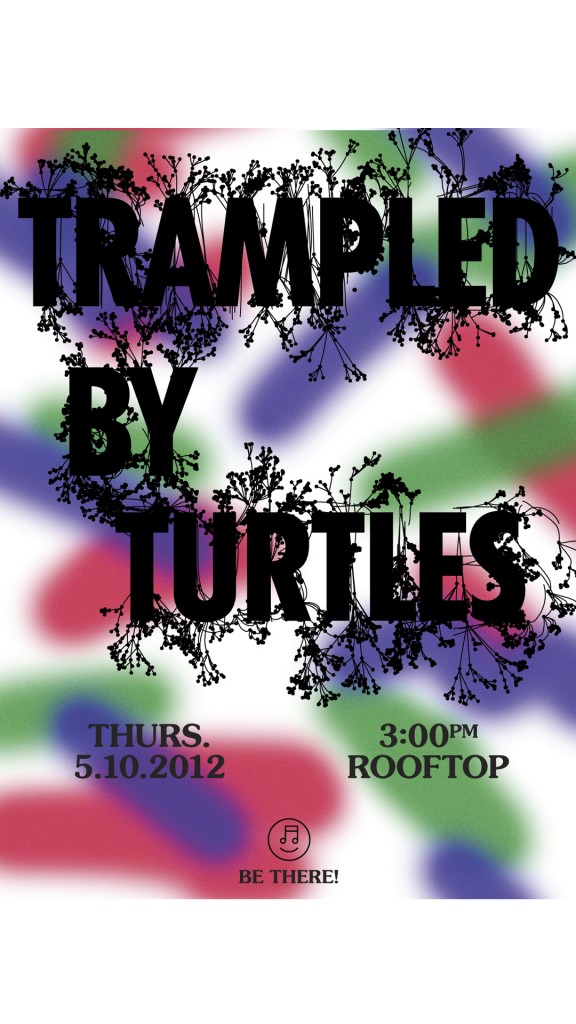 TRAMPLED
BY
TURTLES
THURS.
5.10.2012
3:00PM
ROOFTOP
BE THERE!